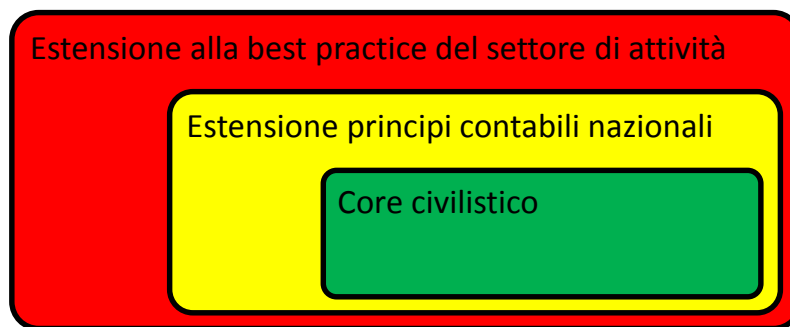 Estensione alla best practice del settore di attività
Estensione principi contabili nazionali
Core civilistico